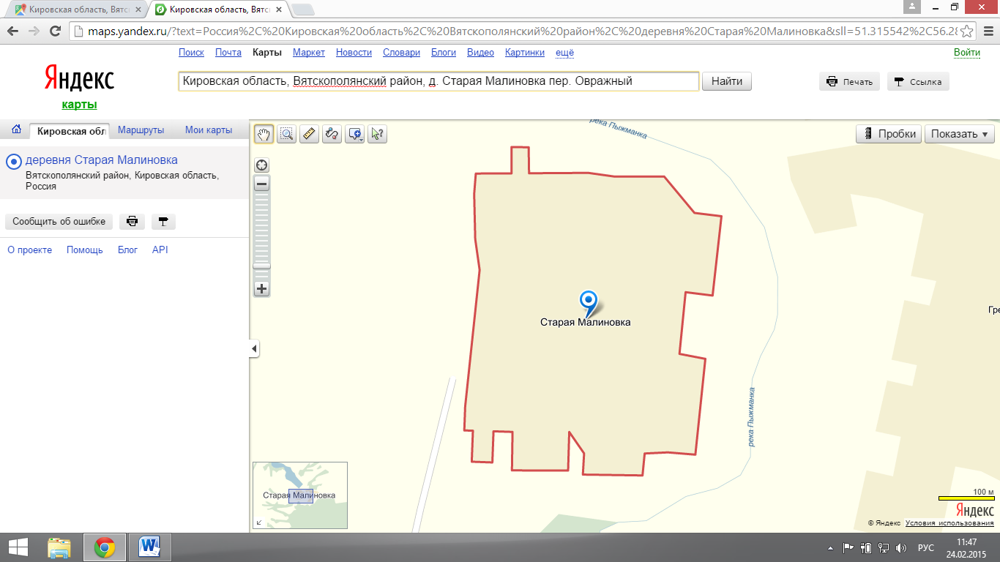 Кировская область, Вятс
Кировская область, Вятс
maps.yandex.ru/?text=Россия%2C%20Кировская%20область%2C%20Вятскополянский%20район%2C%20деревня%20Старая%20Малиновка&sll=51.315542%2C56.28
Поиск Почта Карты Маркет Новости Словари Блоги Видео Картинки ещё
Войти
Яндекс
карты
Кировская область, Вятскополянский район, д. Старая Малиновка пер. Овражный
Найти
Печать
Ссылка
Кировская обл
Маршруты
Мои карты
Пробки
Показать
деревня Старая Малиновка
Вятскополянский район, Кировская область,
Россия
Сообщить об ошибке
О проекте Помощь Блог API
река Пыжманка
Старая Малиновка
Гре
река Пыжманка
Старая Малиновка
100 м
Яндекс
© Яндекс Условия использования
РУС
11:47
24.02.2015